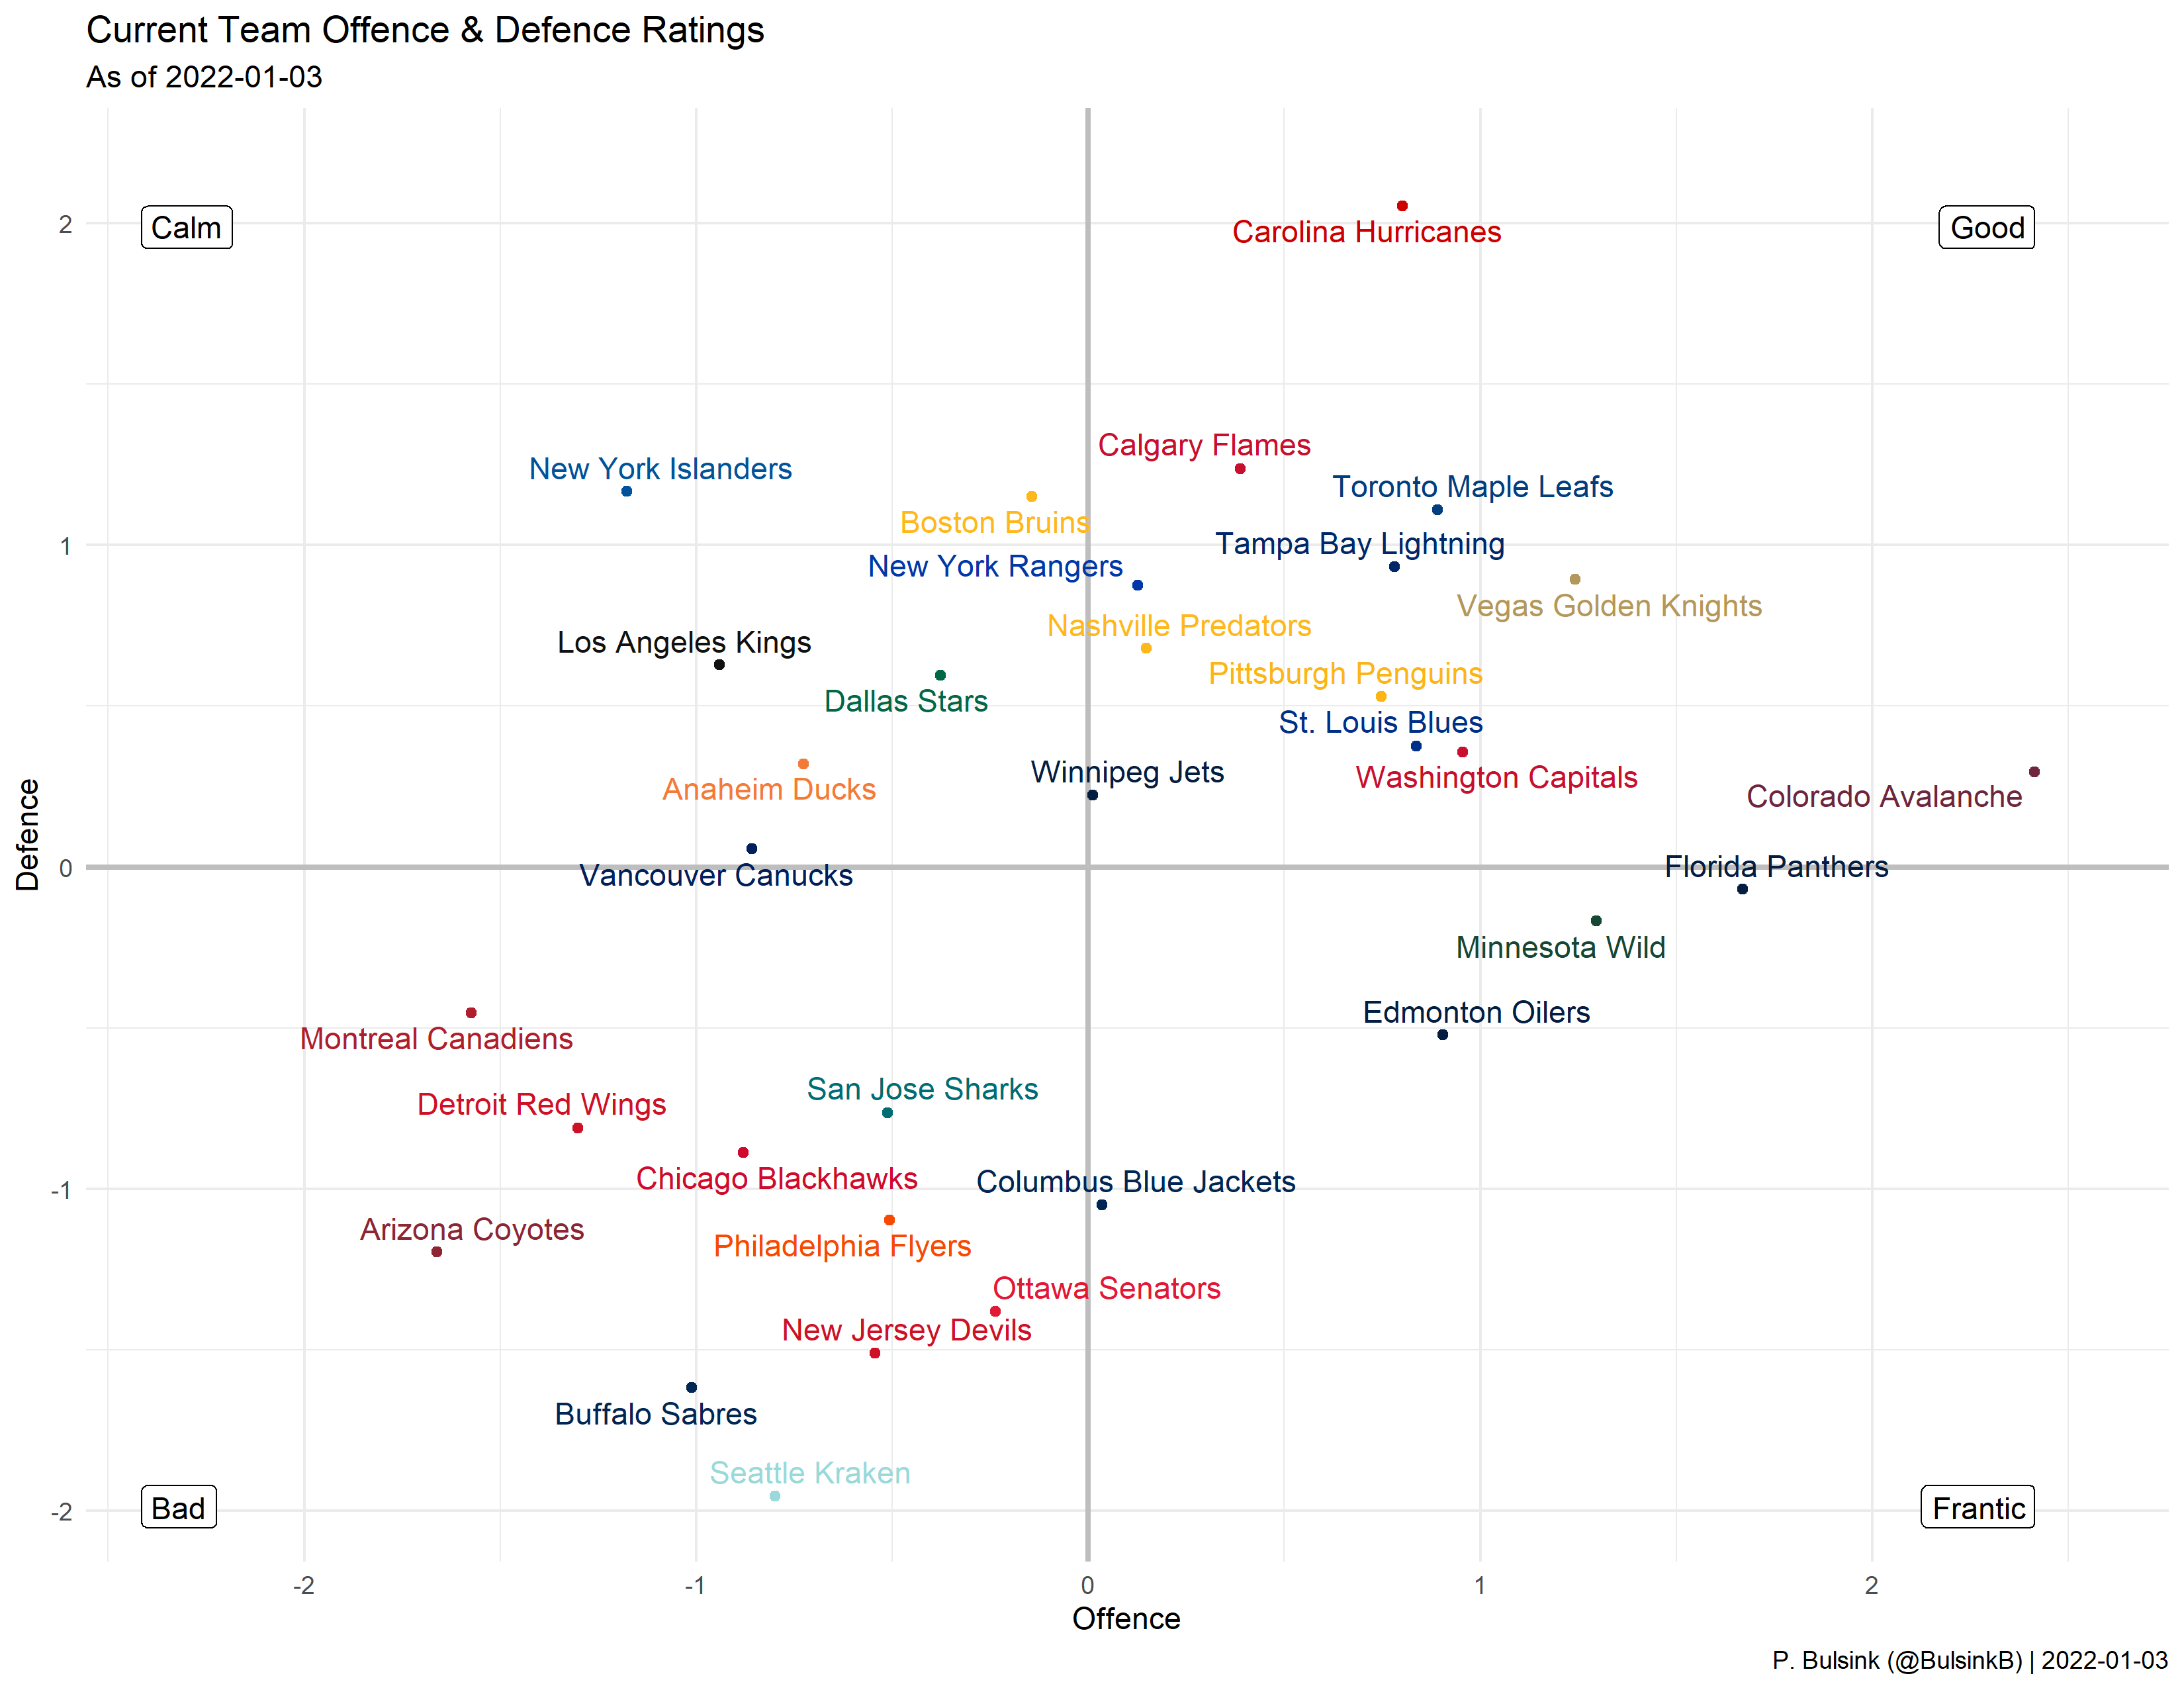 Current Team Offence & Defence Ratings
As of 2022-01-03
Calm
Good
Carolina Hurricanes
Calgary Flames
New York Islanders
Toronto Maple Leafs
Boston Bruins
Tampa Bay Lightning
New York Rangers
Vegas Golden Knights
Nashville Predators
Los Angeles Kings
Pittsburgh Penguins
Dallas Stars
St. Louis Blues
Winnipeg Jets
Washington Capitals
Anaheim Ducks
Colorado Avalanche
Florida Panthers
Vancouver Canucks
Minnesota Wild
Edmonton Oilers
Montreal Canadiens
San Jose Sharks
Detroit Red Wings
Chicago Blackhawks
Columbus Blue Jackets
Arizona Coyotes
Philadelphia Flyers
Ottawa Senators
New Jersey Devils
Buffalo Sabres
Seattle Kraken
Bad
Frantic
2
1
0
-1
-2
Defence
-2
-1
0
1
2
Offence
P. Bulsink (@BulsinkB) | 2022-01-03